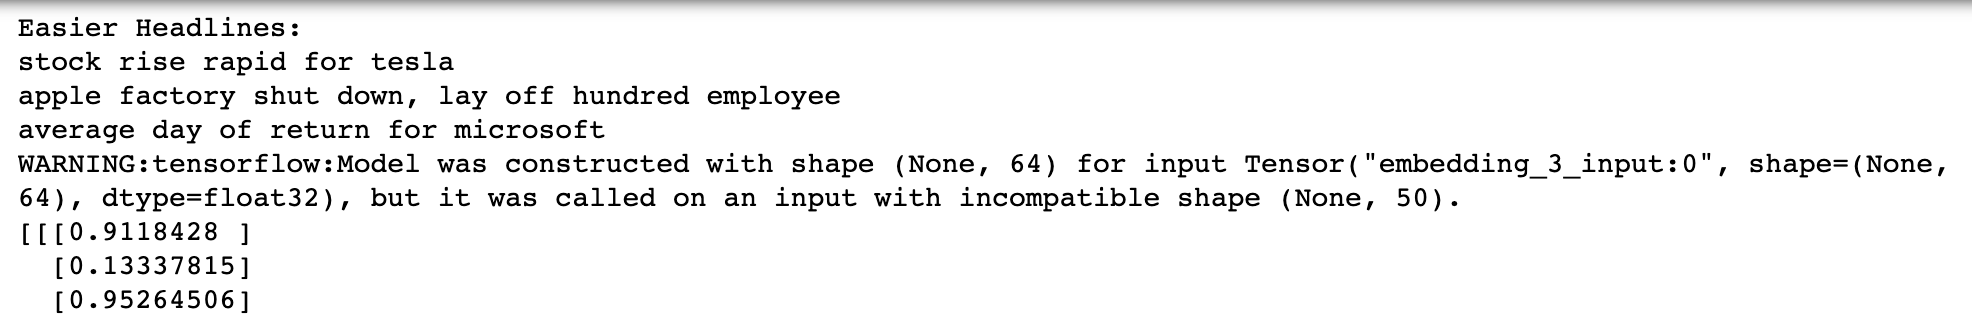 Easier Headlines:
stock rise rapid for tesla
apple factory shut down, lay off hundred employee
average day of return for microsoft
WARNING:tensorflow:Model was constructed with shape (None, 64) for input Tensor("embedding_3_input:0", shape=(None,
64), dtype=float32), but it was called on an input with incompatible shape (None, 50).
[[[0.9118428 ]
  [0.13337815]
  [0.95264506]